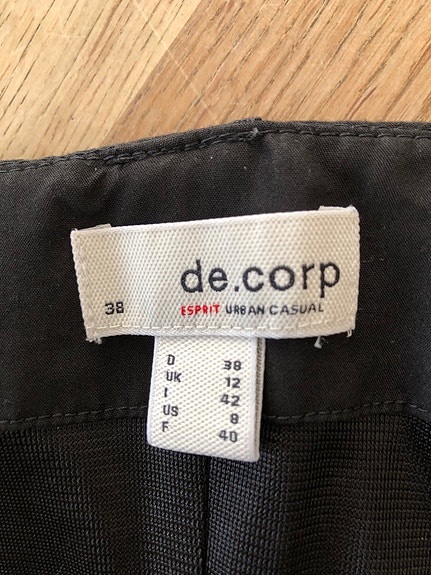 de.corp
38 ESPRIT URBAN CASUAL
D 38
UK 12
I 42
US 8
F 40